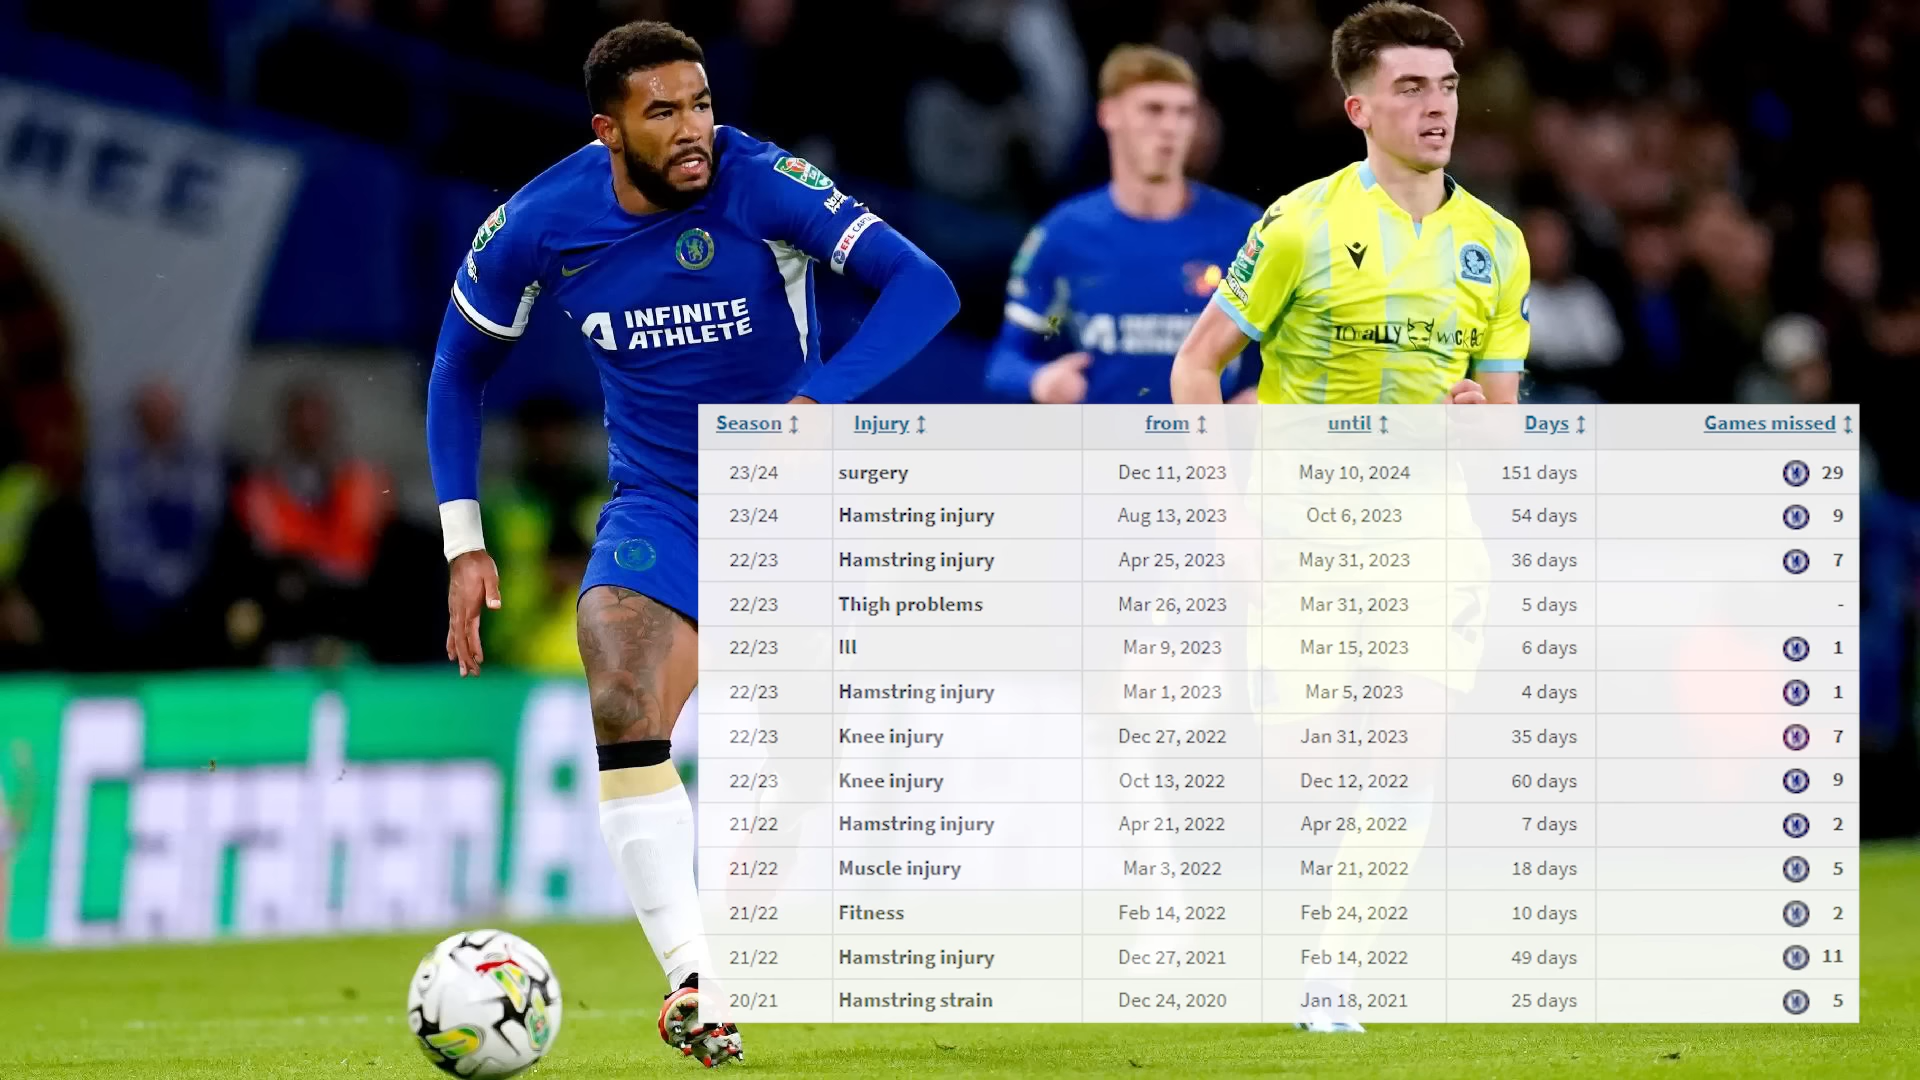 INFINITE
ATHLETE
EFL CAPT
Season ↕ Injury ↕ from ↕ until ↕ Days ↕ Games missed ↕
23/24 surgery Dec 11, 2023 May 10, 2024 151 days 29
23/24 Hamstring injury Aug 13, 2023 Oct 6, 2023 54 days 9
22/23 Hamstring injury Apr 25, 2023 May 31, 2023 36 days 7
22/23 Thigh problems Mar 26, 2023 Mar 31, 2023 5 days -
22/23 Ill Mar 9, 2023 Mar 15, 2023 6 days 1
22/23 Hamstring injury Mar 1, 2023 Mar 5, 2023 4 days 1
22/23 Knee injury Dec 27, 2022 Jan 31, 2023 35 days 7
22/23 Knee injury Oct 13, 2022 Dec 12, 2022 60 days 9
21/22 Hamstring injury Apr 21, 2022 Apr 28, 2022 7 days 2
21/22 Muscle injury Mar 3, 2022 Mar 21, 2022 18 days 5
21/22 Fitness Feb 14, 2022 Feb 24, 2022 10 days 2
21/22 Hamstring injury Dec 27, 2021 Feb 14, 2022 49 days 11
20/21 Hamstring strain Dec 24, 2020 Jan 18, 2021 25 days 5